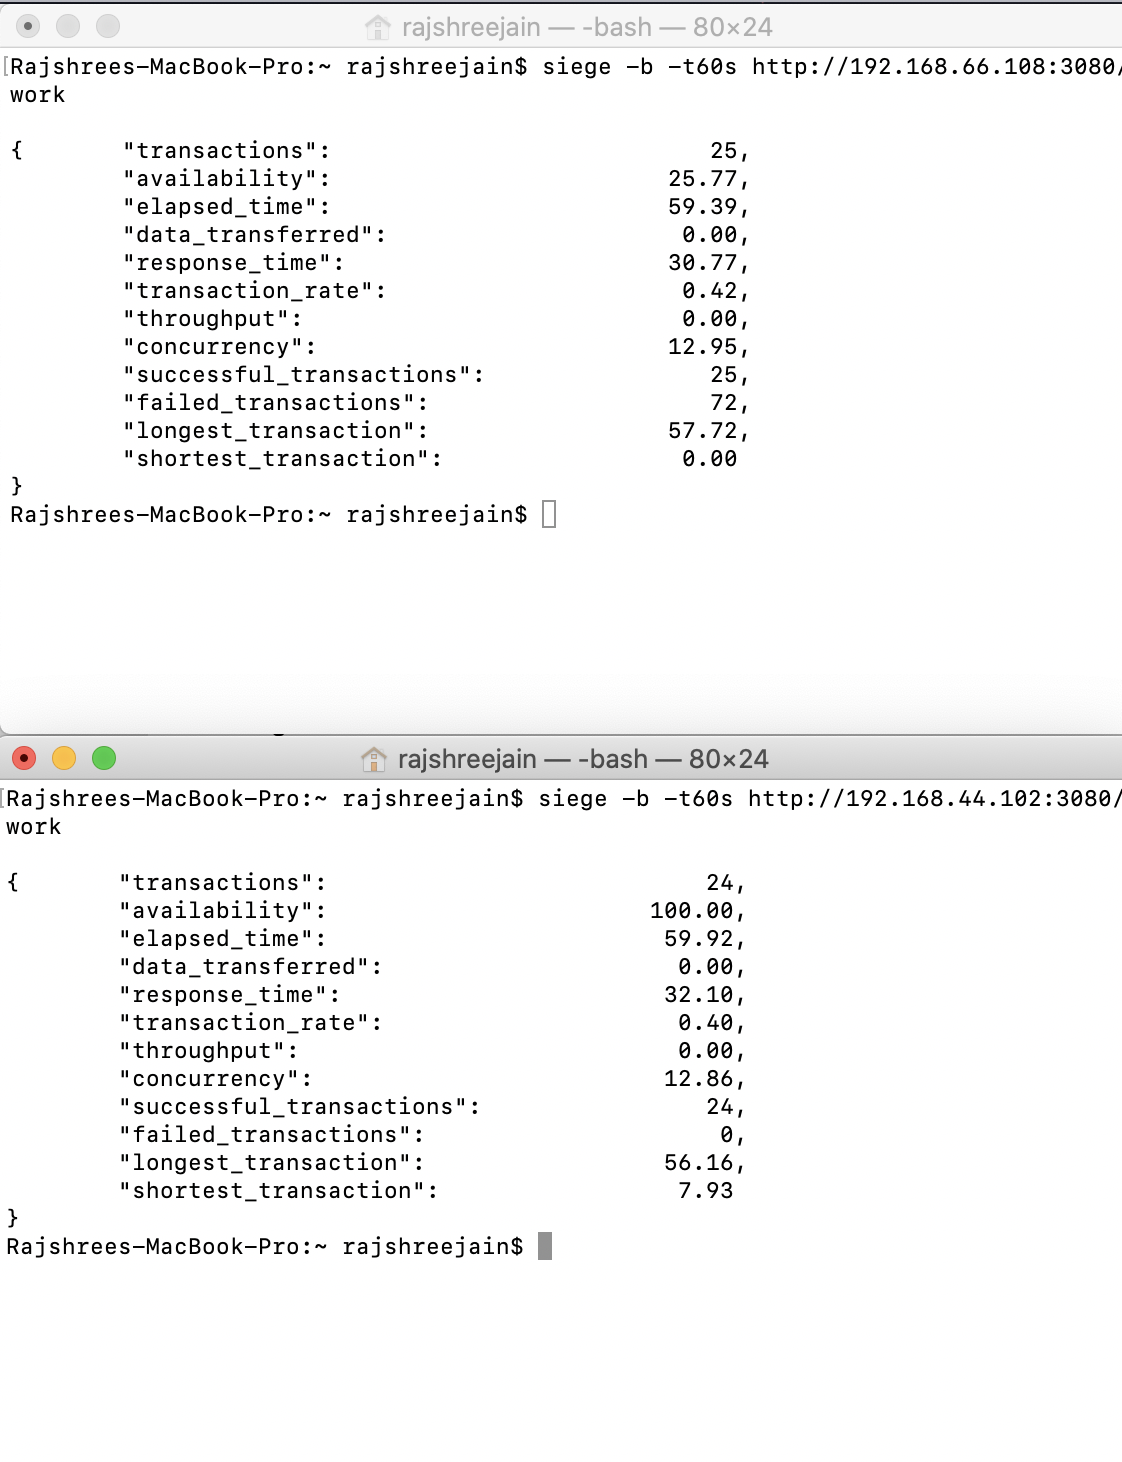 rajshreejain — -bash — 80×24
[Rajshrees-MacBook-Pro:~ rajshreejain$ siege -b -t60s http://192.168.66.108:3080/
work
{ "transactions": 25,
"availability": 25.77,
"elapsed_time": 59.39,
"data_transferred": 0.00,
"response_time": 30.77,
"transaction_rate": 0.42,
"throughput": 0.00,
"concurrency": 12.95,
"successful_transactions": 25,
"failed_transactions": 72,
"longest_transaction": 57.72,
"shortest_transaction": 0.00
}
Rajshrees-MacBook-Pro:~ rajshreejain$
rajshreejain — -bash — 80×24
[Rajshrees-MacBook-Pro:~ rajshreejain$ siege -b -t60s http://192.168.44.102:3080/
work
{ "transactions": 24,
"availability": 100.00,
"elapsed_time": 59.92,
"data_transferred": 0.00,
"response_time": 32.10,
"transaction_rate": 0.40,
"throughput": 0.00,
"concurrency": 12.86,
"successful_transactions": 24,
"failed_transactions": 0,
"longest_transaction": 56.16,
"shortest_transaction": 7.93
}
Rajshrees-MacBook-Pro:~ rajshreejain$